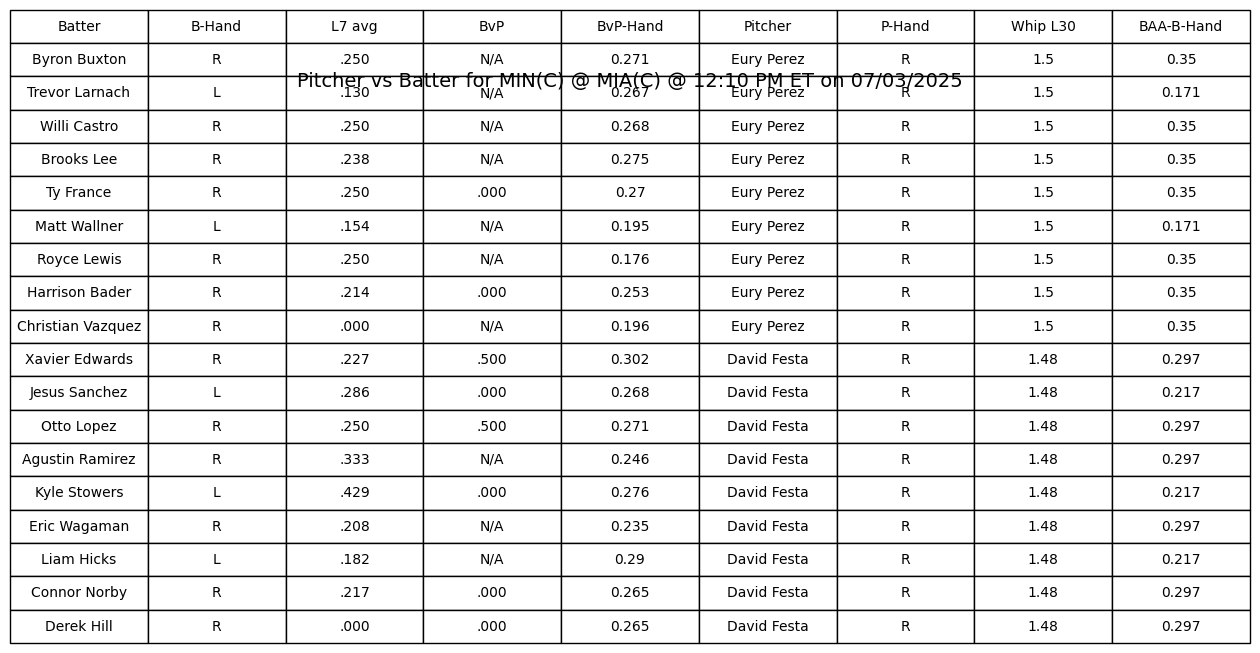 Batter B-Hand L7 avg BvP BvP-Hand Pitcher P-Hand Whip L30 BAA-B-Hand
Byron Buxton R .250 N/A 0.271 Eury Perez R 1.5 0.35
Pitcher vs Batter for MIN(C) @ MIA(C) @ 12:10 PM ET on 07/03/2025
Trevor Larnach L .130 N/A 0.267 Eury Perez R 1.5 0.171
Willi Castro R .250 N/A 0.268 Eury Perez R 1.5 0.35
Brooks Lee R .238 N/A 0.275 Eury Perez R 1.5 0.35
Ty France R .250 .000 0.27 Eury Perez R 1.5 0.35
Matt Wallner L .154 N/A 0.195 Eury Perez R 1.5 0.171
Royce Lewis R .250 N/A 0.176 Eury Perez R 1.5 0.35
Harrison Bader R .214 .000 0.253 Eury Perez R 1.5 0.35
Christian Vazquez R .000 N/A 0.196 Eury Perez R 1.5 0.35
Xavier Edwards R .227 .500 0.302 David Festa R 1.48 0.297
Jesus Sanchez L .286 .000 0.268 David Festa R 1.48 0.217
Otto Lopez R .250 .500 0.271 David Festa R 1.48 0.297
Agustin Ramirez R .333 N/A 0.246 David Festa R 1.48 0.297
Kyle Stowers L .429 .000 0.276 David Festa R 1.48 0.217
Eric Wagaman R .208 N/A 0.235 David Festa R 1.48 0.297
Liam Hicks L .182 N/A 0.29 David Festa R 1.48 0.217
Connor Norby R .217 .000 0.265 David Festa R 1.48 0.297
Derek Hill R .000 .000 0.265 David Festa R 1.48 0.297